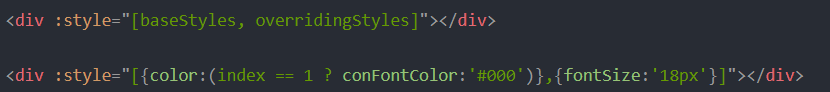 <div :style="[baseStyles, overridingStyles]"></div>
<div :style="[{color:(index == 1 ? conFontColor:'#000')},{fontSize:'18px'}]"></div>